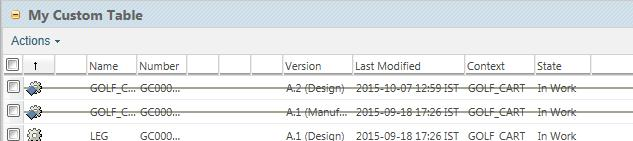 My Custom Table
Actions
Name Number Version Last Modified Context State
GOLF_C... GC000... A.2 (Design) 2015-10-07 12:59 IST GOLF_CART In Work
GOLF_C... GC000... A.1 (Manuf... 2015-09-18 17:26 IST GOLF_CART In Work
LEG GC000... A.1 (Design) 2015-09-18 17:26 IST GOLF_CART In Work